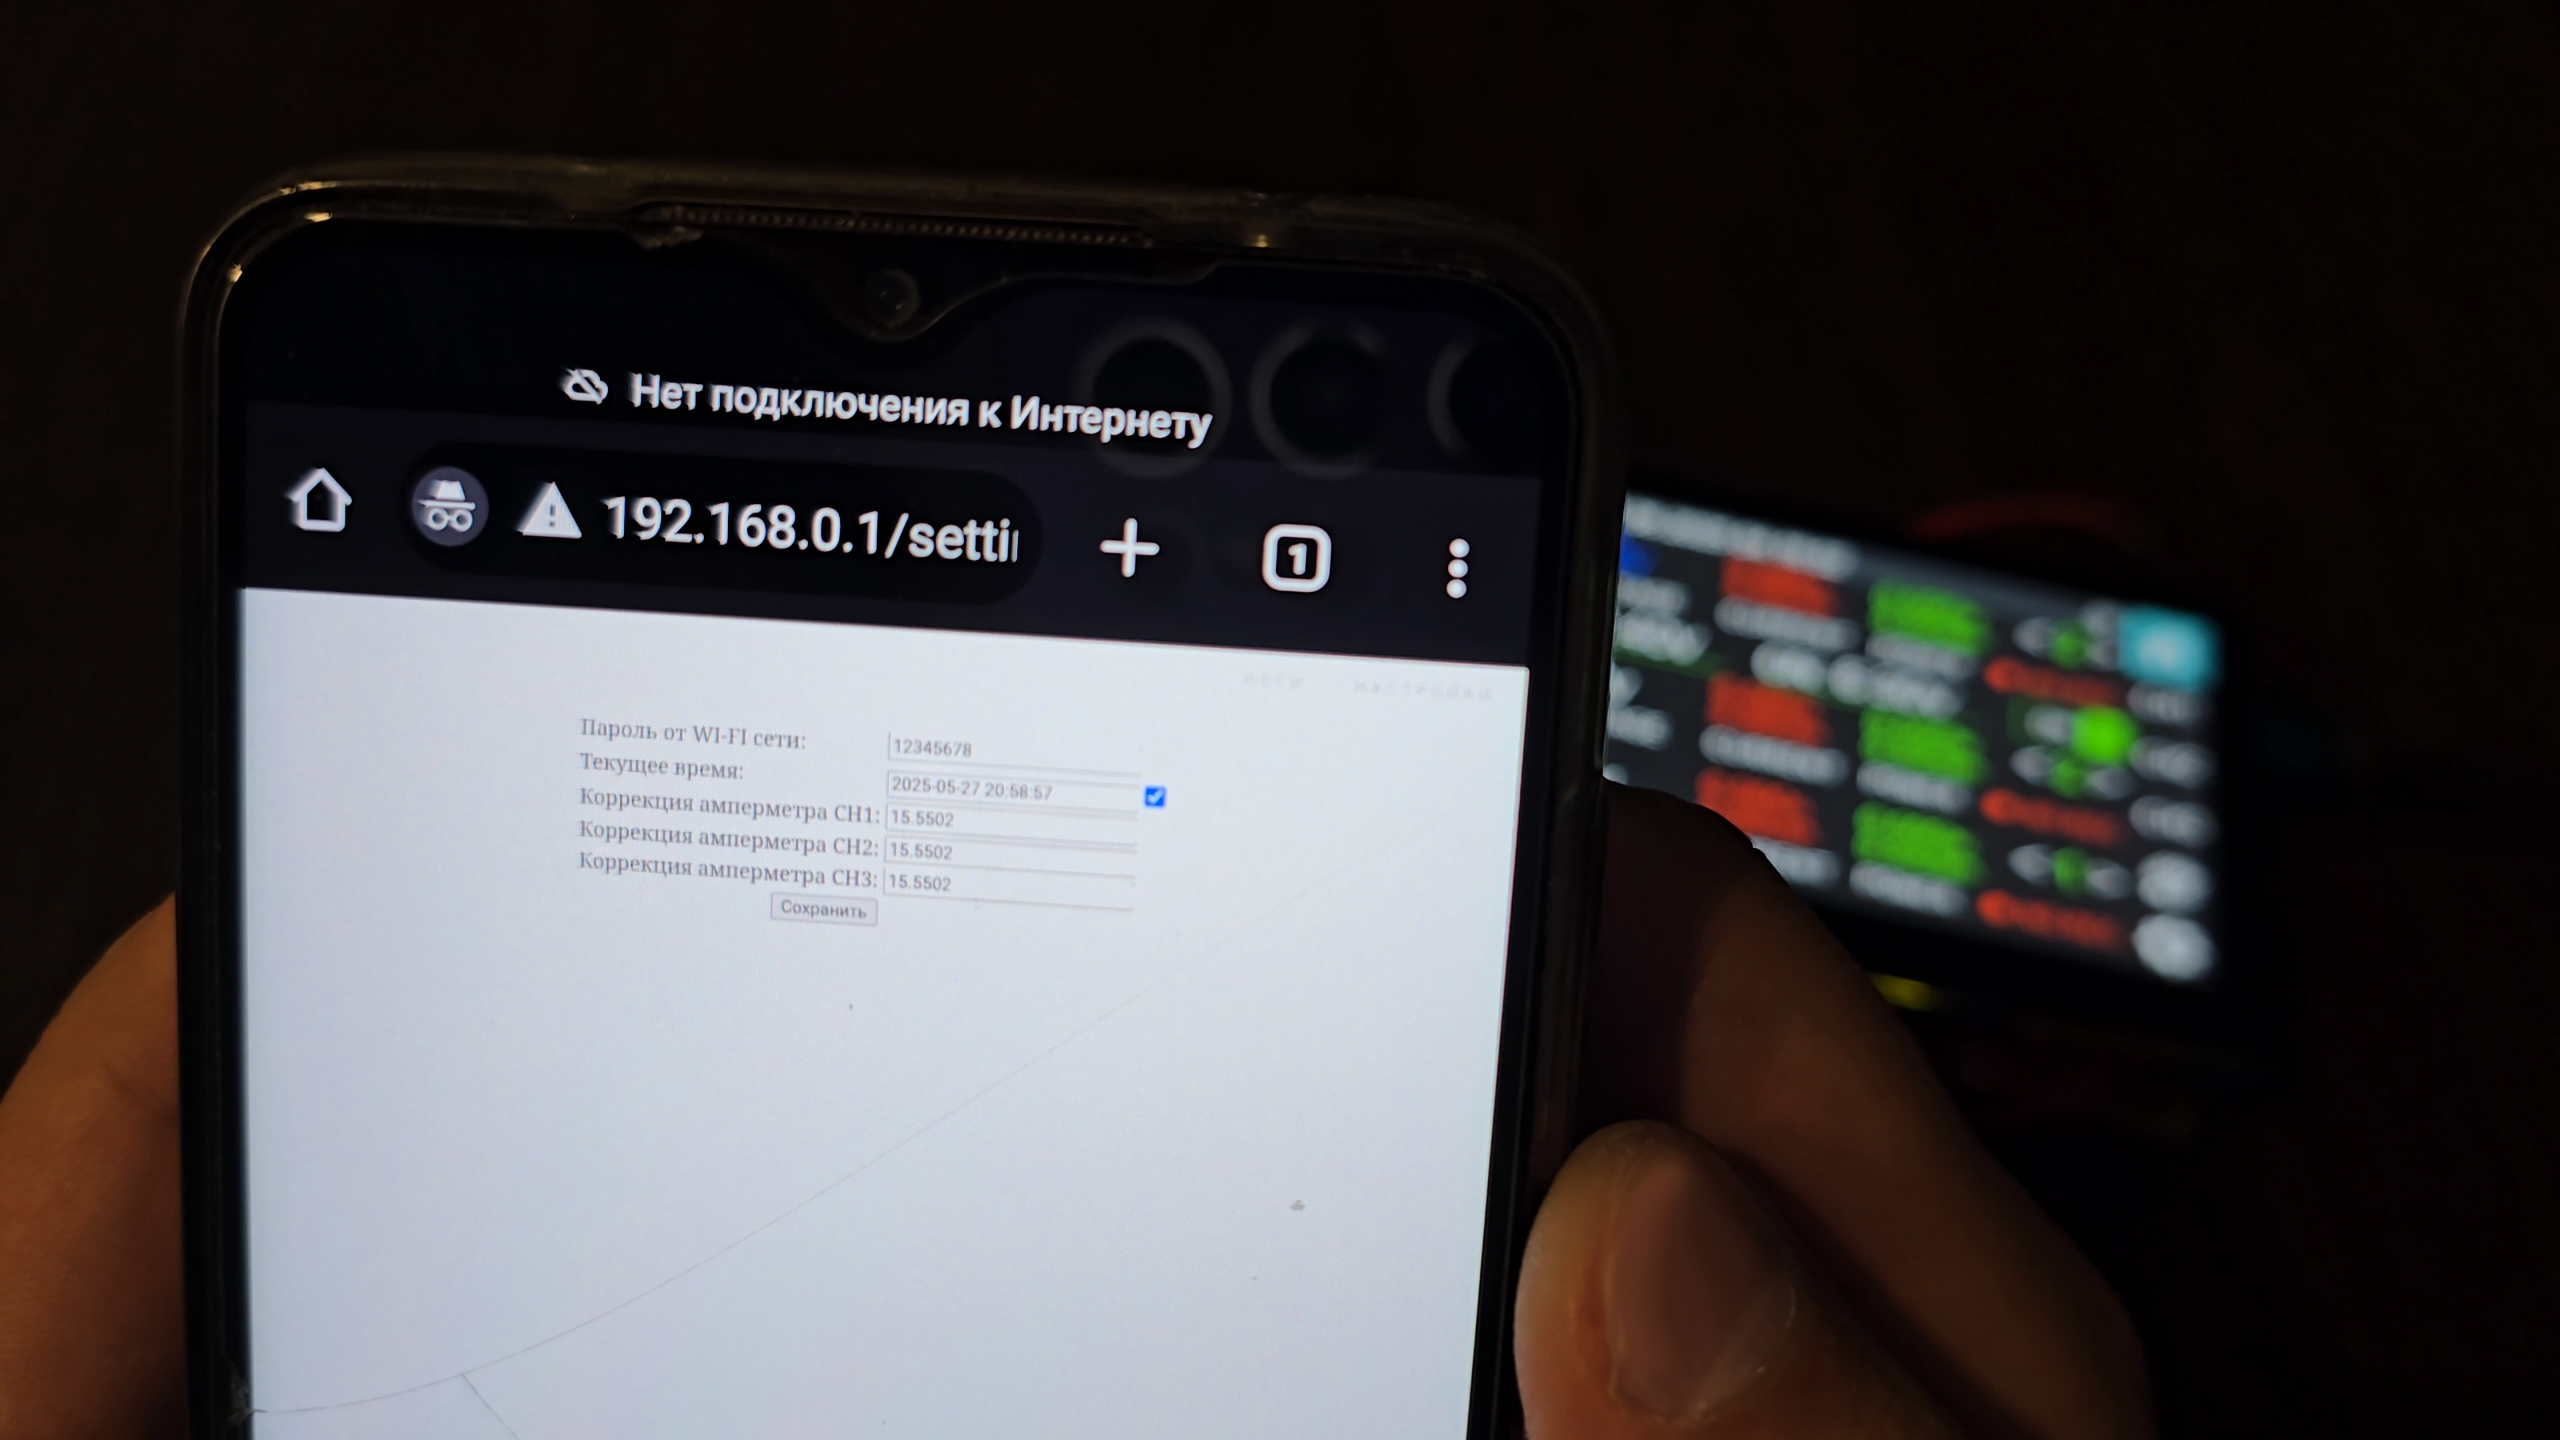 Нет подключения к Интернету
192.168.0.1/setti
1
ЛОГИ НАСТРОЙКИ
Пароль от WI-FI сети: 12345678
Текущее время: 2025-05-27 20:58:57
Коррекция амперметра CH1: 15.5502
Коррекция амперметра CH2: 15.5502
Коррекция амперметра CH3: 15.5502
Сохранить